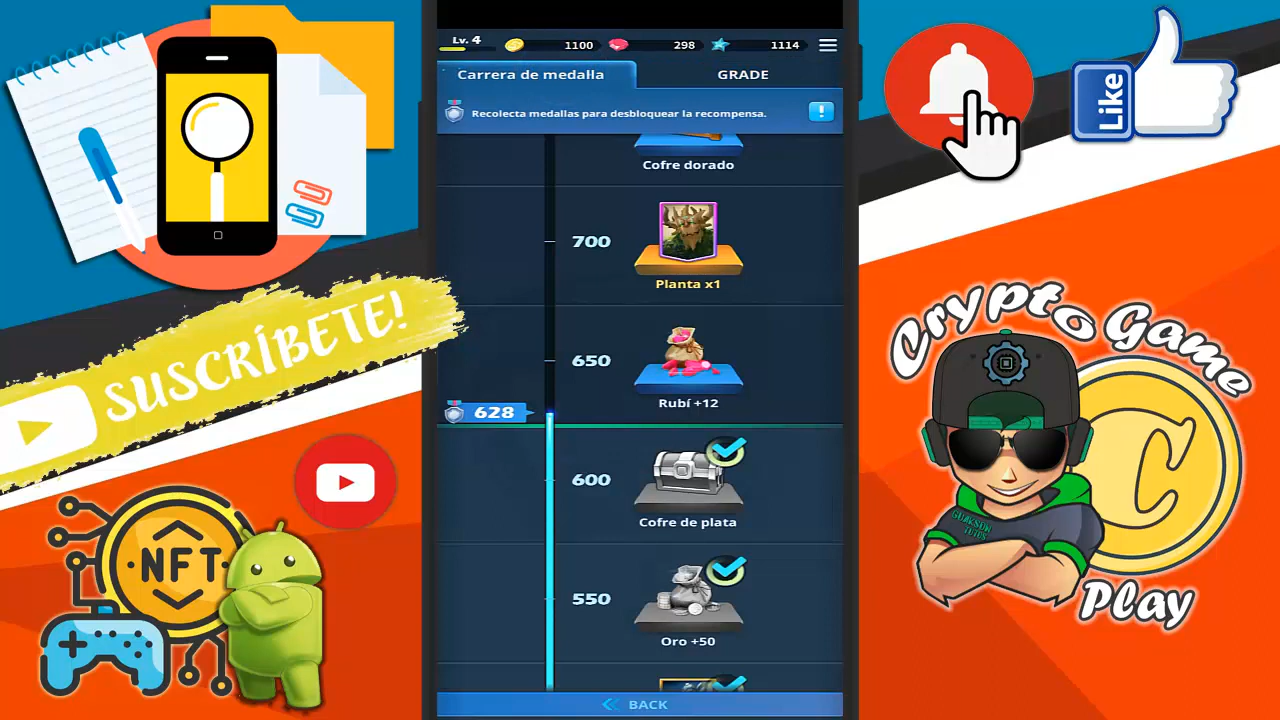 Lv. 4
1100
298
1114
Carrera de medalla
GRADE
Recolecta medallas para desbloquear la recompensa.
!
Cofre dorado
700
Planta x1
650
Rubí +12
628
600
Cofre de plata
550
Oro +50
BACK
SUSCRÍBETE!
NFT
Like
Crypto Game
C
GUAKSON
TUTOS
Play